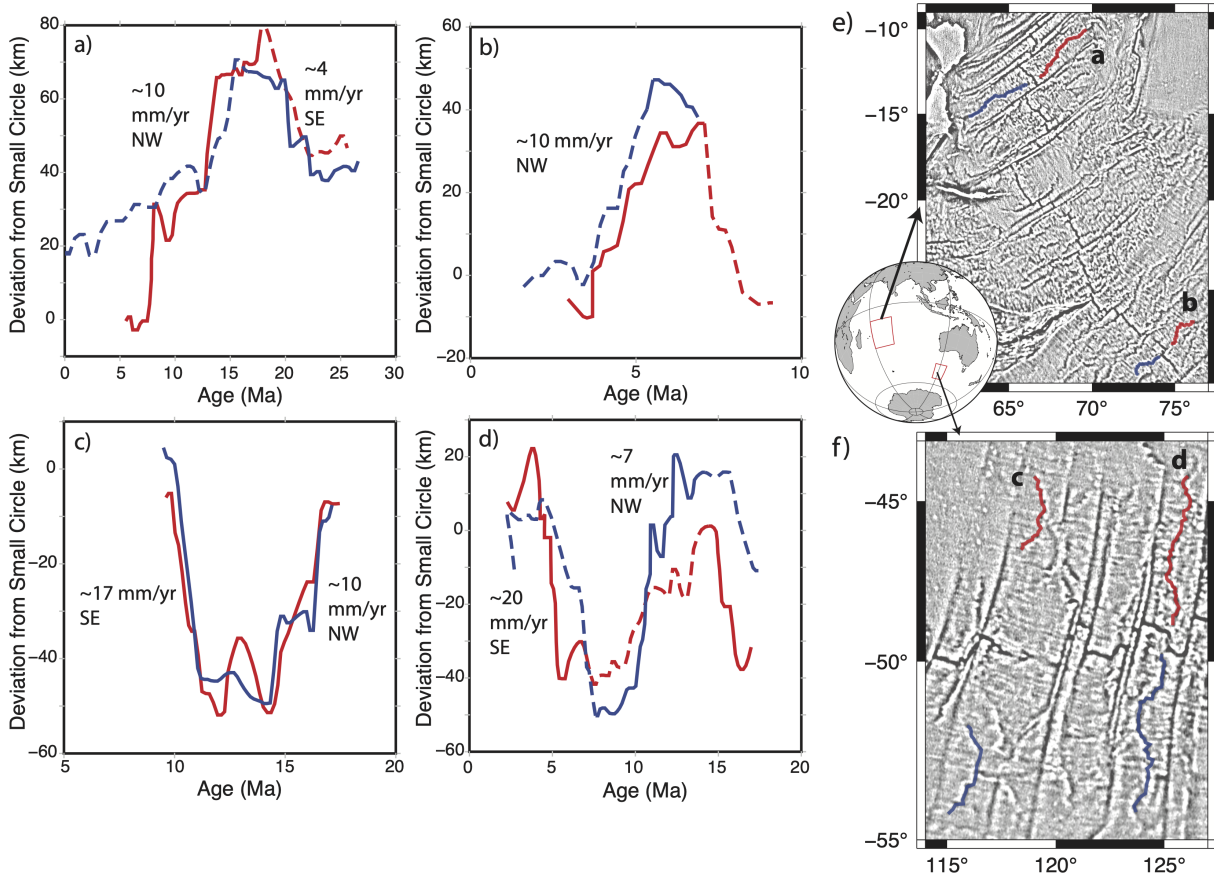 a)
Deviation from Small Circle (km)
80
60
40
20
0
~10
mm/yr
NW
~4
mm/yr
SE
0 5 10 15 20 25 30
Age (Ma)
b)
Deviation from Small Circle (km)
60
40
20
0
−20
~10 mm/yr
NW
0 5 10
Age (Ma)
c)
Deviation from Small Circle (km)
0
−20
−40
−60
~17 mm/yr
SE
~10
mm/yr
NW
5 10 15 20
Age (Ma)
d)
Deviation from Small Circle (km)
20
0
−20
−40
−60
~7
mm/yr
NW
~20
mm/yr
SE
0 5 10 15 20
Age (Ma)
e)
−10°
−15°
−20°
a
b
65° 70° 75°
f)
−45°
−50°
−55°
c
d
115° 120° 125°